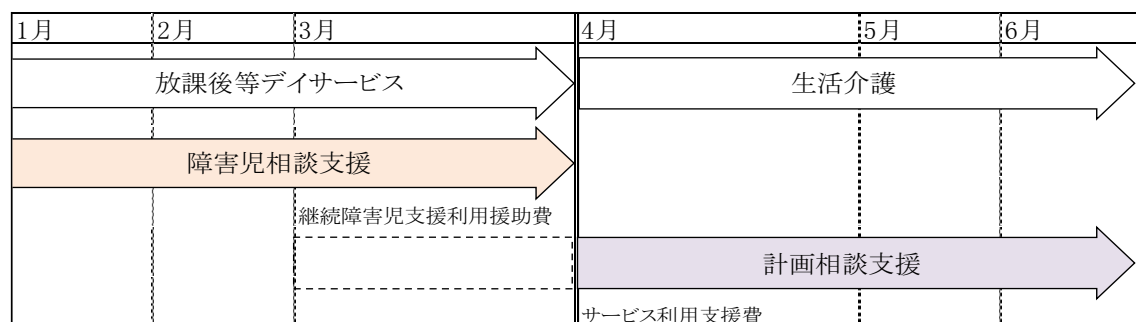 1月 2月 3月 4月 5月 6月
放課後等デイサービス 生活介護
障害児相談支援
継続障害児支援利用援助費
計画相談支援
サービス利用支援費